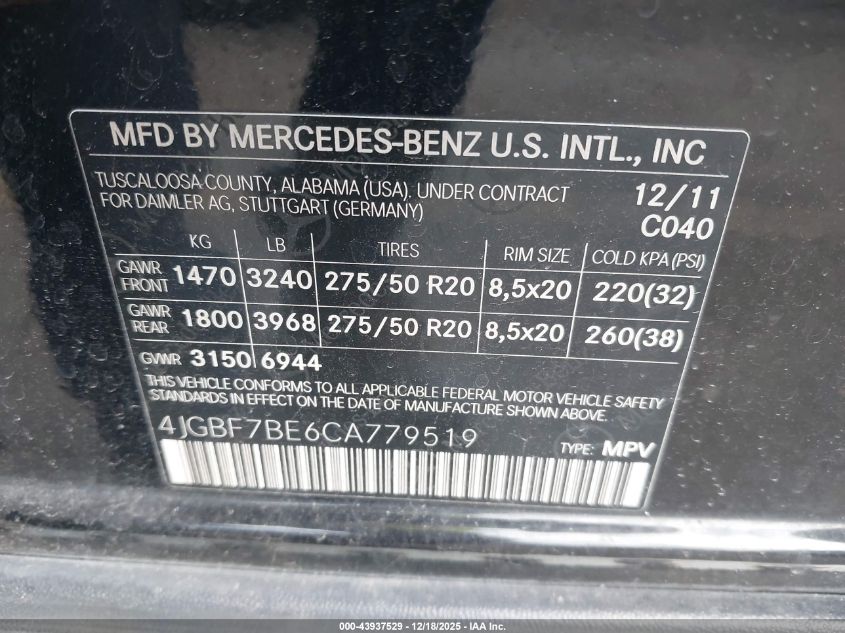 MFD BY MERCEDES-BENZ U.S. INTL., INC
TUSCALOOSA COUNTY, ALABAMA (USA). UNDER CONTRACT
FOR DAIMLER AG, STUTTGART (GERMANY)
12/11
C040
KG LB TIRES RIM SIZE COLD KPA (PSI)
GAWR FRONT 1470 3240 275/50 R20 8,5x20 220(32)
GAWR REAR 1800 3968 275/50 R20 8,5x20 260(38)
GVWR 3150 6944
THIS VEHICLE CONFORMS TO ALL APPLICABLE FEDERAL MOTOR VEHICLE SAFETY
STANDARDS IN EFFECT ON THE DATE OF MANUFACTURE SHOWN ABOVE.
4JGBF7BE6CA779519
TYPE: MPV
000-43937529 - 12/18/2025 - IAA Inc.